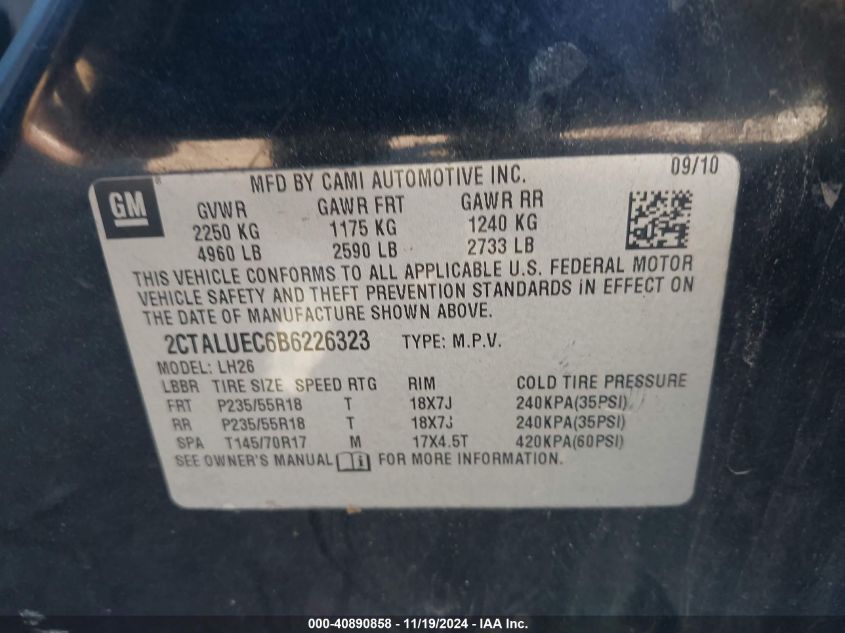 GM
MFD BY CAMI AUTOMOTIVE INC. 09/10
GVWR GAWR FRT GAWR RR
2250 KG 1175 KG 1240 KG
4960 LB 2590 LB 2733 LB
THIS VEHICLE CONFORMS TO ALL APPLICABLE U.S. FEDERAL MOTOR
VEHICLE SAFETY AND THEFT PREVENTION STANDARDS IN EFFECT ON
THE DATE OF MANUFACTURE SHOWN ABOVE.
2CTALUEC6B6226323 TYPE: M.P.V.
MODEL: LH26
LBBR TIRE SIZE SPEED RTG RIM COLD TIRE PRESSURE
FRT P235/55R18 T 18X7J 240KPA(35PSI)
RR P235/55R18 T 18X7J 240KPA(35PSI)
SPA T145/70R17 M 17X4.5T 420KPA(60PSI)
SEE OWNER'S MANUAL FOR MORE INFORMATION.
000-40890858 - 11/19/2024 - IAA Inc.